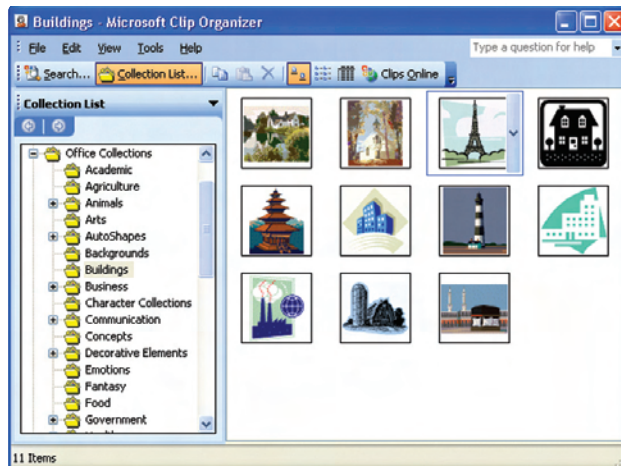 Buildings - Microsoft Clip Organizer
File Edit View Tools Help
Type a question for help
Search... Collection List... Clips Online
Collection List
Office Collections
Academic
Agriculture
Animals
Arts
AutoShapes
Backgrounds
Buildings
Business
Character Collections
Communication
Concepts
Decorative Elements
Emotions
Fantasy
Food
Government
11 Items